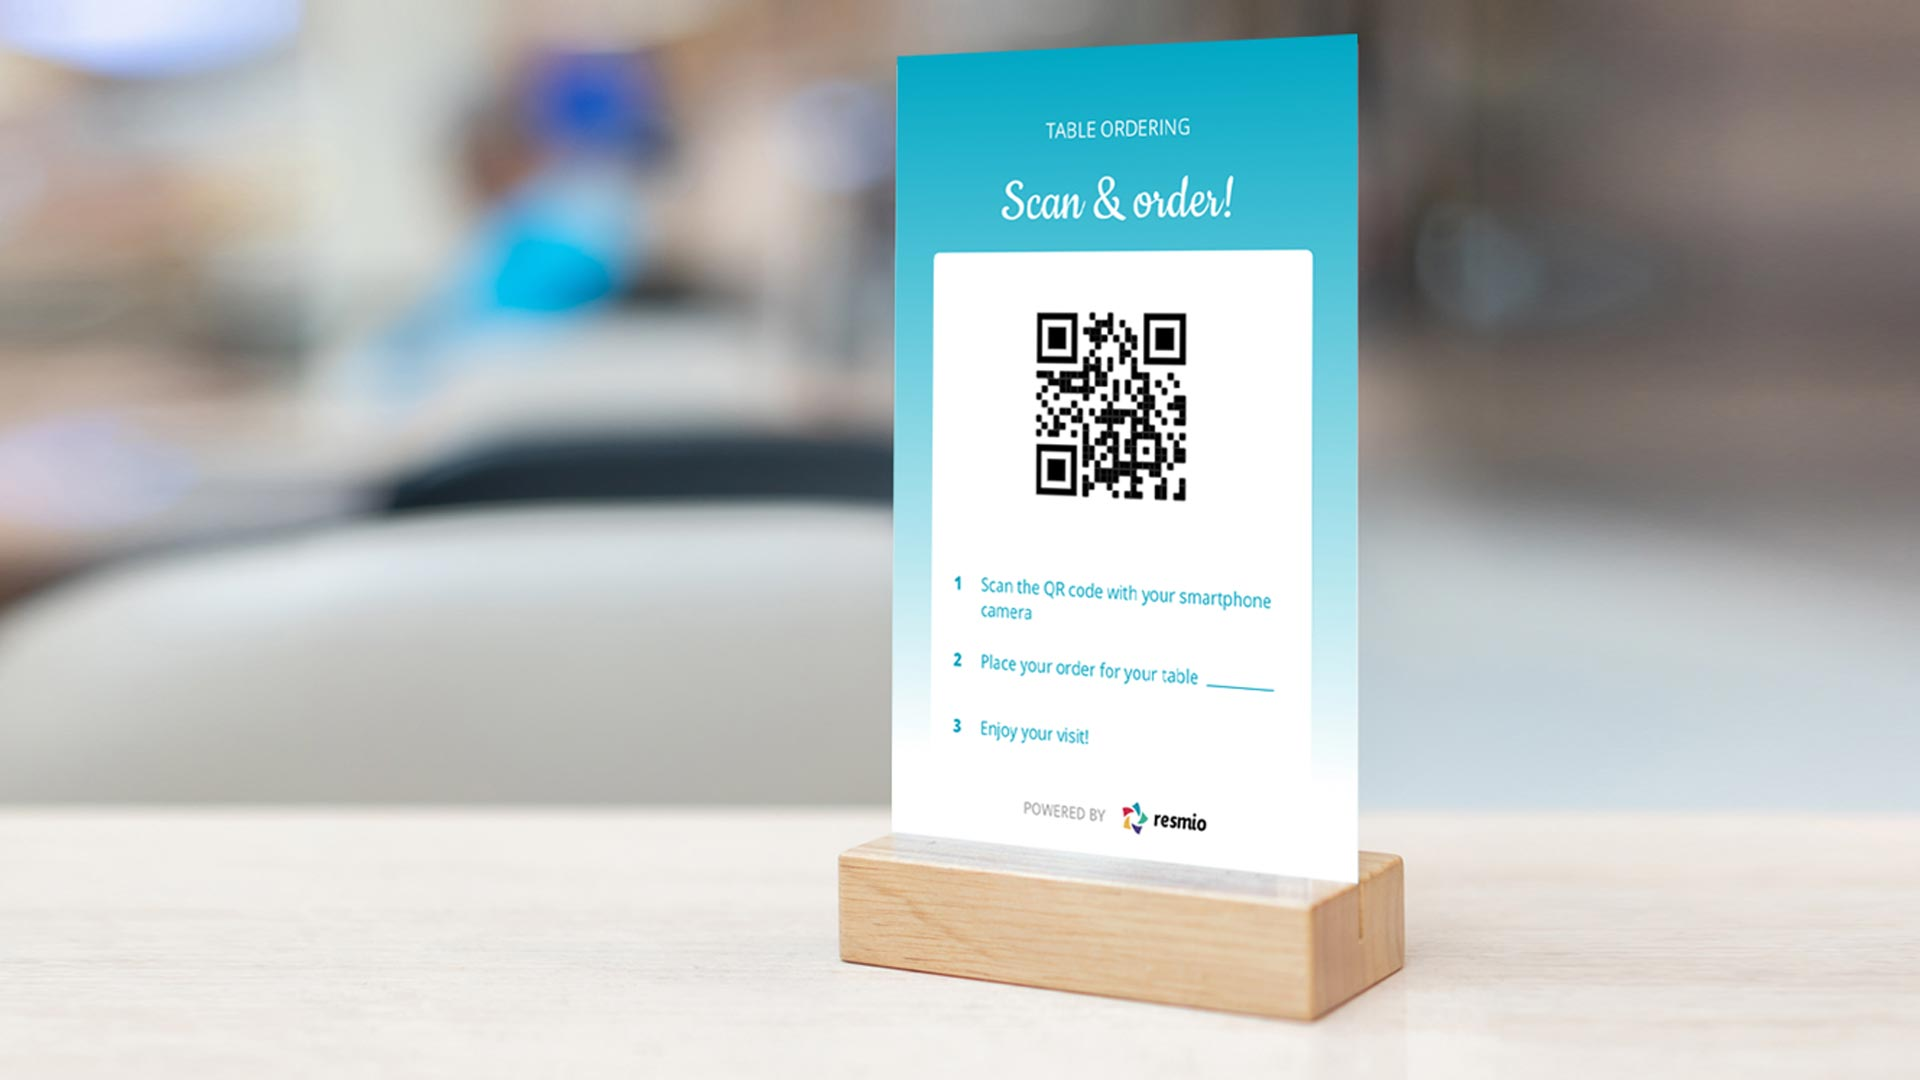 TABLE ORDERING
Scan & order!
1 Scan the QR code with your smartphone
camera
2 Place your order for your table ________
3 Enjoy your visit!
POWERED BY resmio